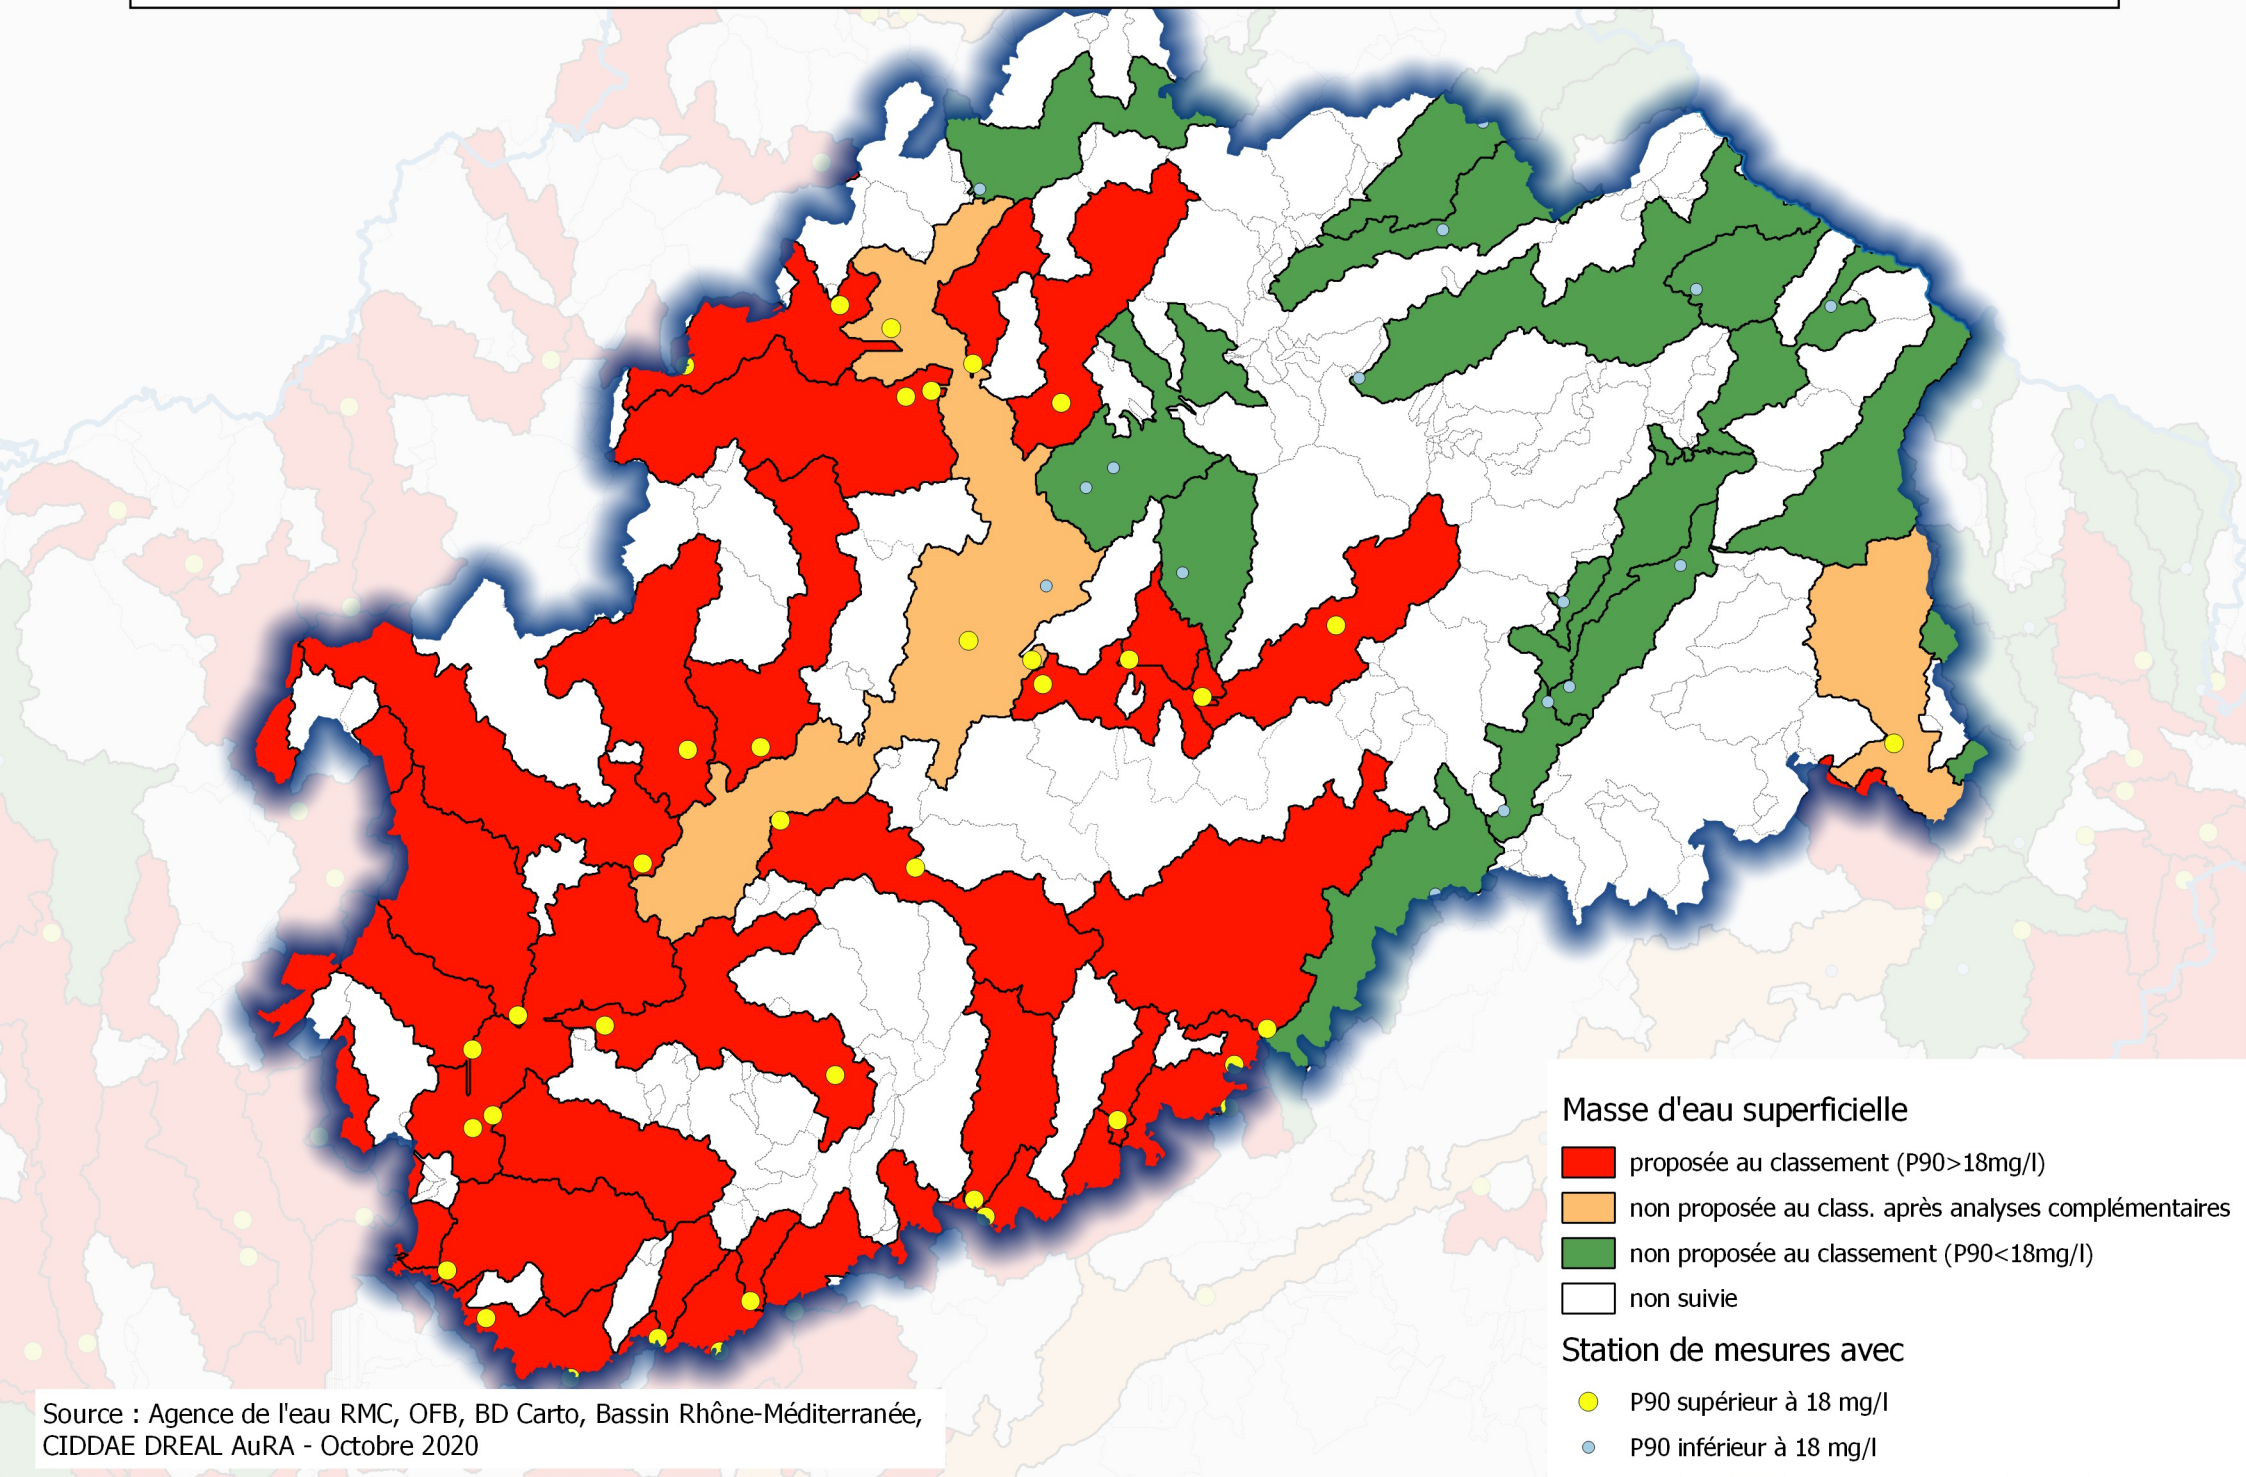 Masse d'eau superficielle
proposée au classement (P90>18mg/l)
non proposée au class. après analyses complémentaires
non proposée au classement (P90<18mg/l)
non suivie
Station de mesures avec
P90 supérieur à 18 mg/l
P90 inférieur à 18 mg/l
Source : Agence de l'eau RMC, OFB, BD Carto, Bassin Rhône-Méditerranée,
CIDDAE DREAL AuRA - Octobre 2020